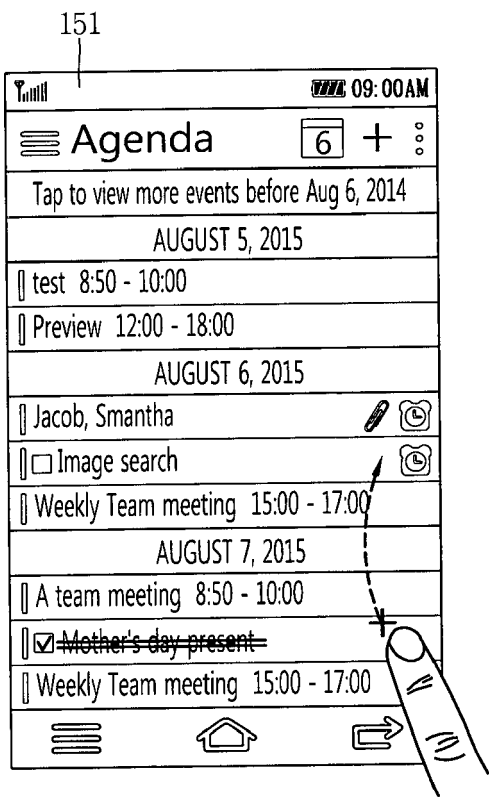 151
09:00AM
Agenda
6
Tap to view more events before Aug 6, 2014
AUGUST 5, 2015
test 8:50 - 10:00
Preview 12:00 - 18:00
AUGUST 6, 2015
Jacob, Smantha
Image search
Weekly Team meeting 15:00 - 17:00
AUGUST 7, 2015
A team meeting 8:50 - 10:00
Mother's day present
Weekly Team meeting 15:00 - 17:00